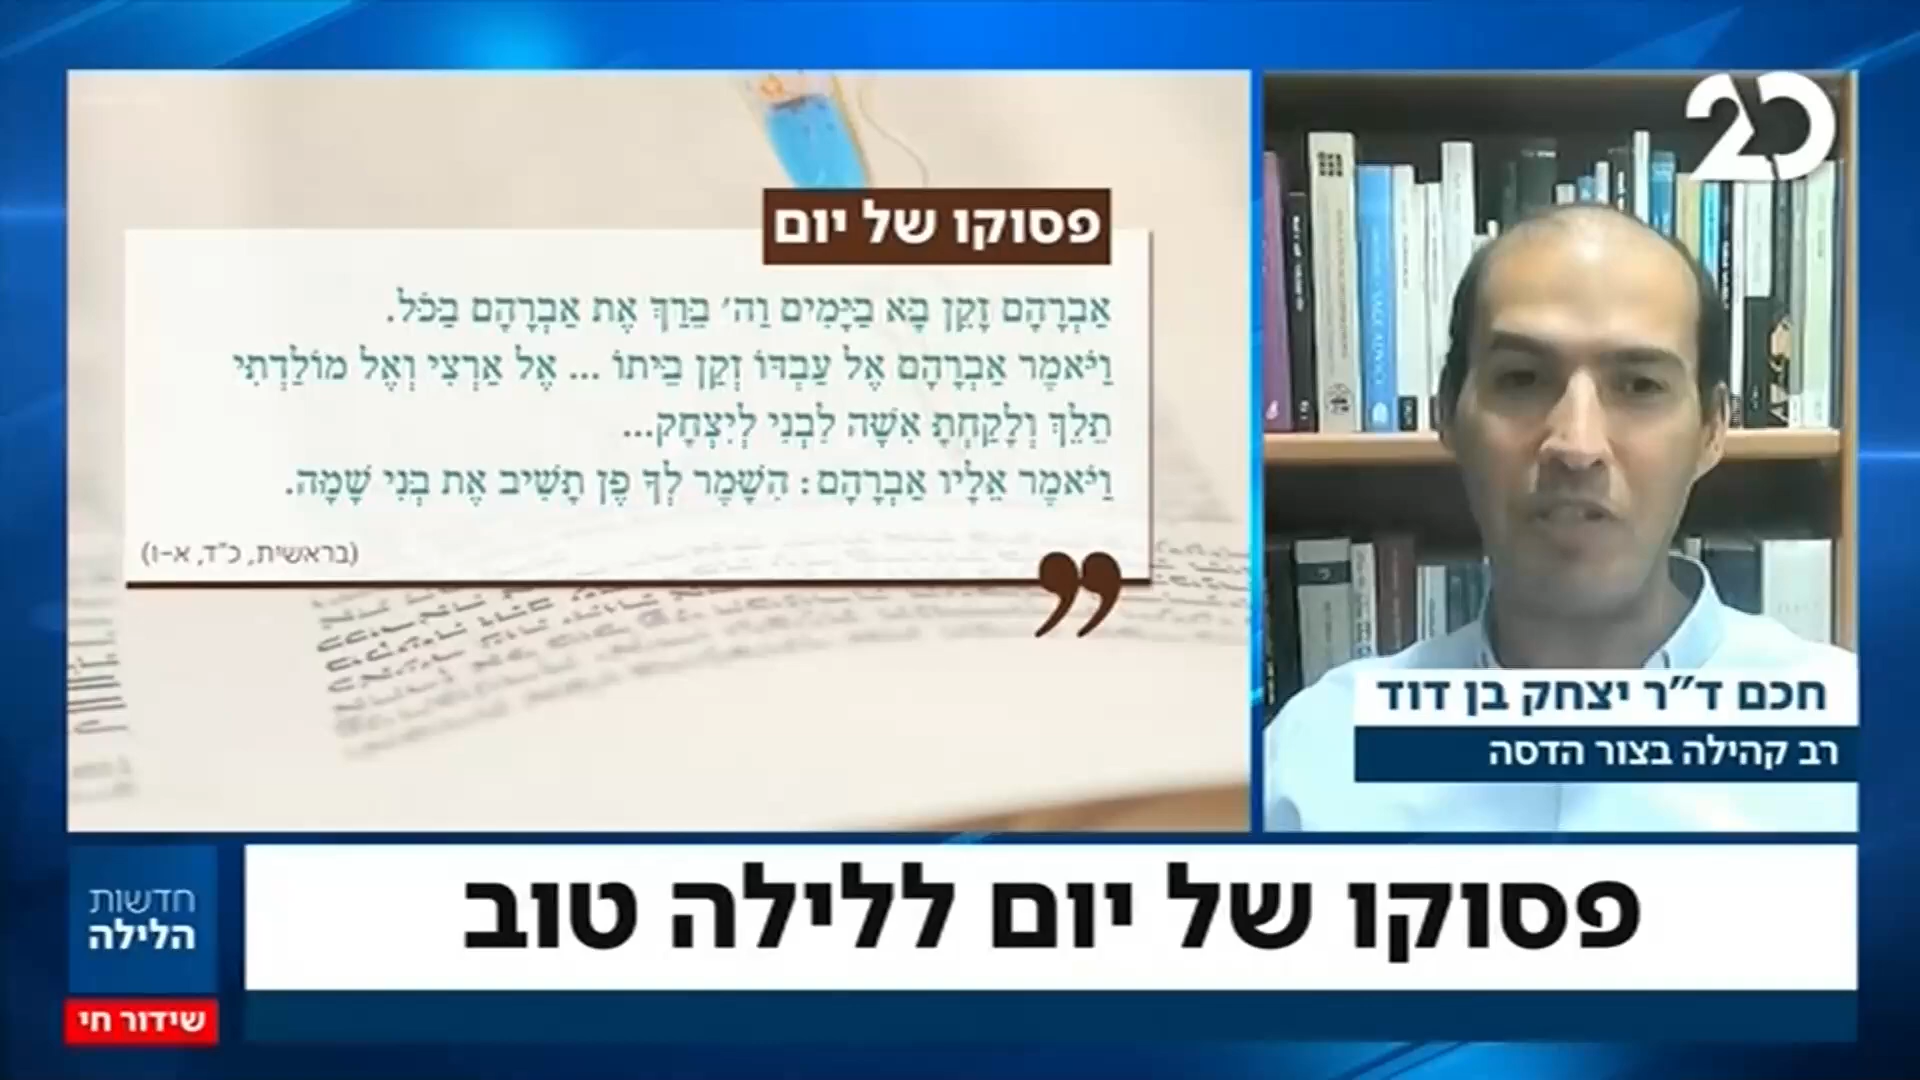 20
פסוקו של יום
אַבְרָהָם זָקֵן בָּא בַּיָּמִים וַה׳ בֵּרַךְ אֶת אַבְרָהָם בַּכֹּל.
וַיֹּאמֶר אַבְרָהָם אֶל עַבְדּוֹ זְקַן בֵּיתוֹ ... אֶל אַרְצִי וְאֶל מוֹלַדְתִּי
תֵּלֵךְ וְלָקַחְתָּ אִשָּׁה לִבְנִי לְיִצְחָק...
וַיֹּאמֶר אֵלָיו אַבְרָהָם: הִשָּׁמֶר לְךָ פֶּן תָּשִׁיב אֶת בְּנִי שָׁמָּה.
(בראשית, כ״ד, א-ו)
חכם ד״ר יצחק בן דוד
רב קהילה בצור הדסה
פסוקו של יום ללילה טוב
חדשות
הלילה
שידור חי